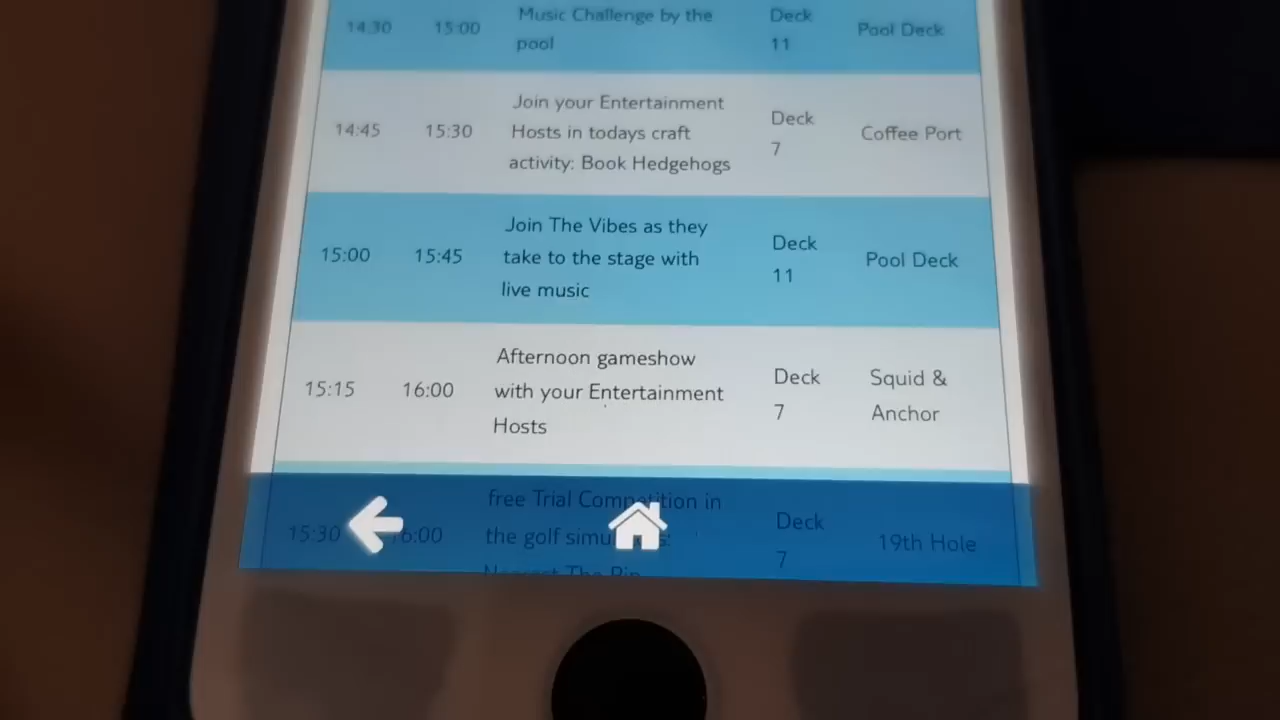 14:30 15:00 Music Challenge by the pool Deck 11 Pool Deck
14:45 15:30 Join your Entertainment Hosts in todays craft activity: Book Hedgehogs Deck 7 Coffee Port
15:00 15:45 Join The Vibes as they take to the stage with live music Deck 11 Pool Deck
15:15 16:00 Afternoon gameshow with your Entertainment Hosts Deck 7 Squid & Anchor
15:30 6:00 free Trial Competition in the golf Nearest The Pin Deck 7 19th Hole